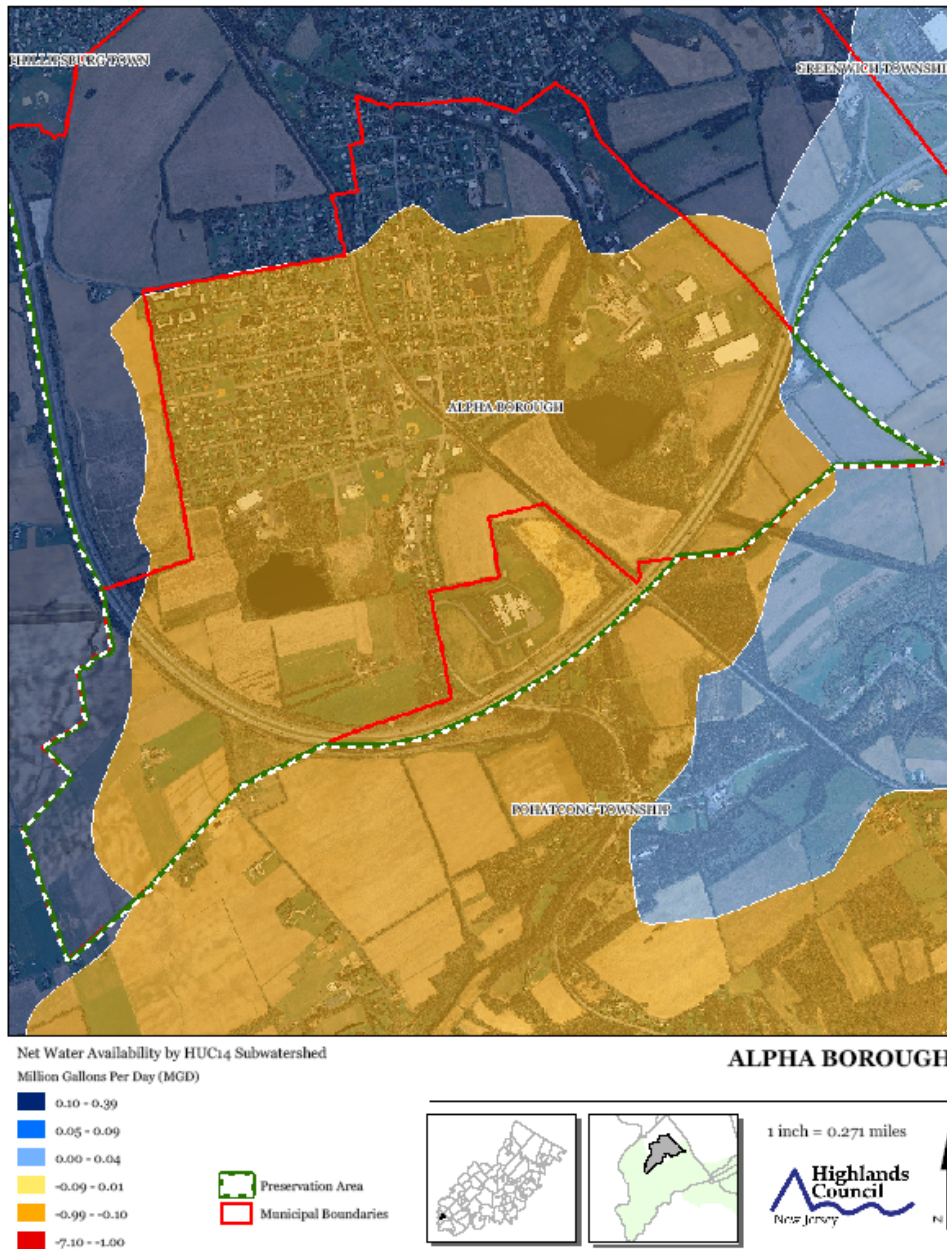 PHILLIPSBURG TOWN
GREENWICH TOWNSHI
ALPHA BOROUGH
POHATCONG TOWNSHIP
Net Water Availability by HUC14 Subwatershed
Million Gallons Per Day (MGD)
0.10 - 0.39
0.05 - 0.09
0.00 - 0.04
-0.09 - 0.01
-0.99 - -0.10
-7.10 - -1.00
Preservation Area
Municipal Boundaries
ALPHA BOROUGH
1 inch = 0.271 miles
Highlands
Council
New Jersey
N